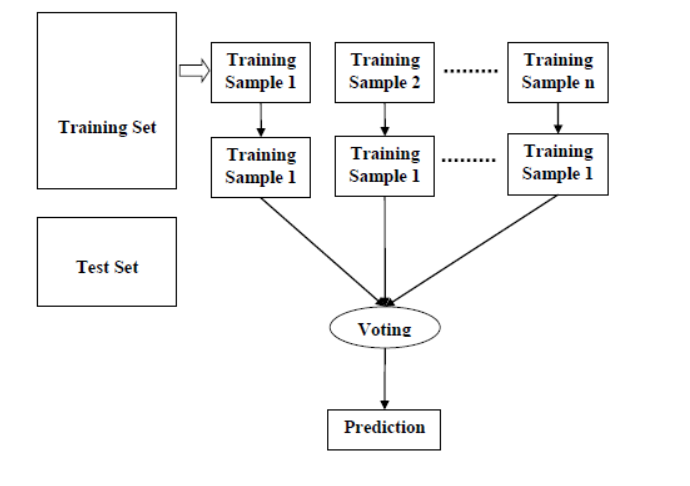 Training
Sample 1
Training
Sample 2
.........
Training
Sample n
Training Set
Training
Sample 1
Training
Sample 1
.........
Training
Sample 1
Test Set
Voting
Prediction